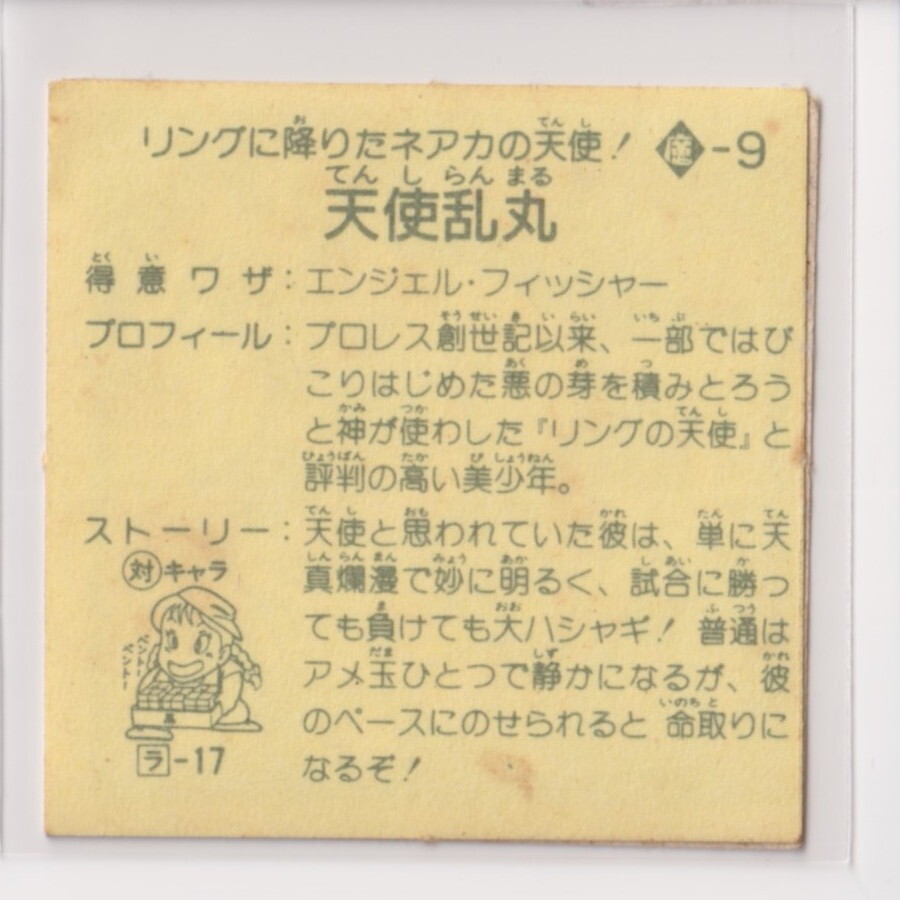 リングに降りたネアカの天使! -9
天使乱丸
得意ワザ:エンジェル・フィッシャー
プロフィール:プロレス創世記以来、一部ではび
こりはじめた悪の芽を積みとろう
と神が使わした『リングの天使』と
評判の高い美少年。
ストーリー:天使と思われていた彼は、単に天
真爛漫で妙に明るく、試合に勝っ
ても負けても大ハシャギ! 普通は
アメ玉ひとつで静かになるが、彼
のペースにのせられると命取りに
なるぞ!
対キャラ
ベントー
ベントー
ラ-17